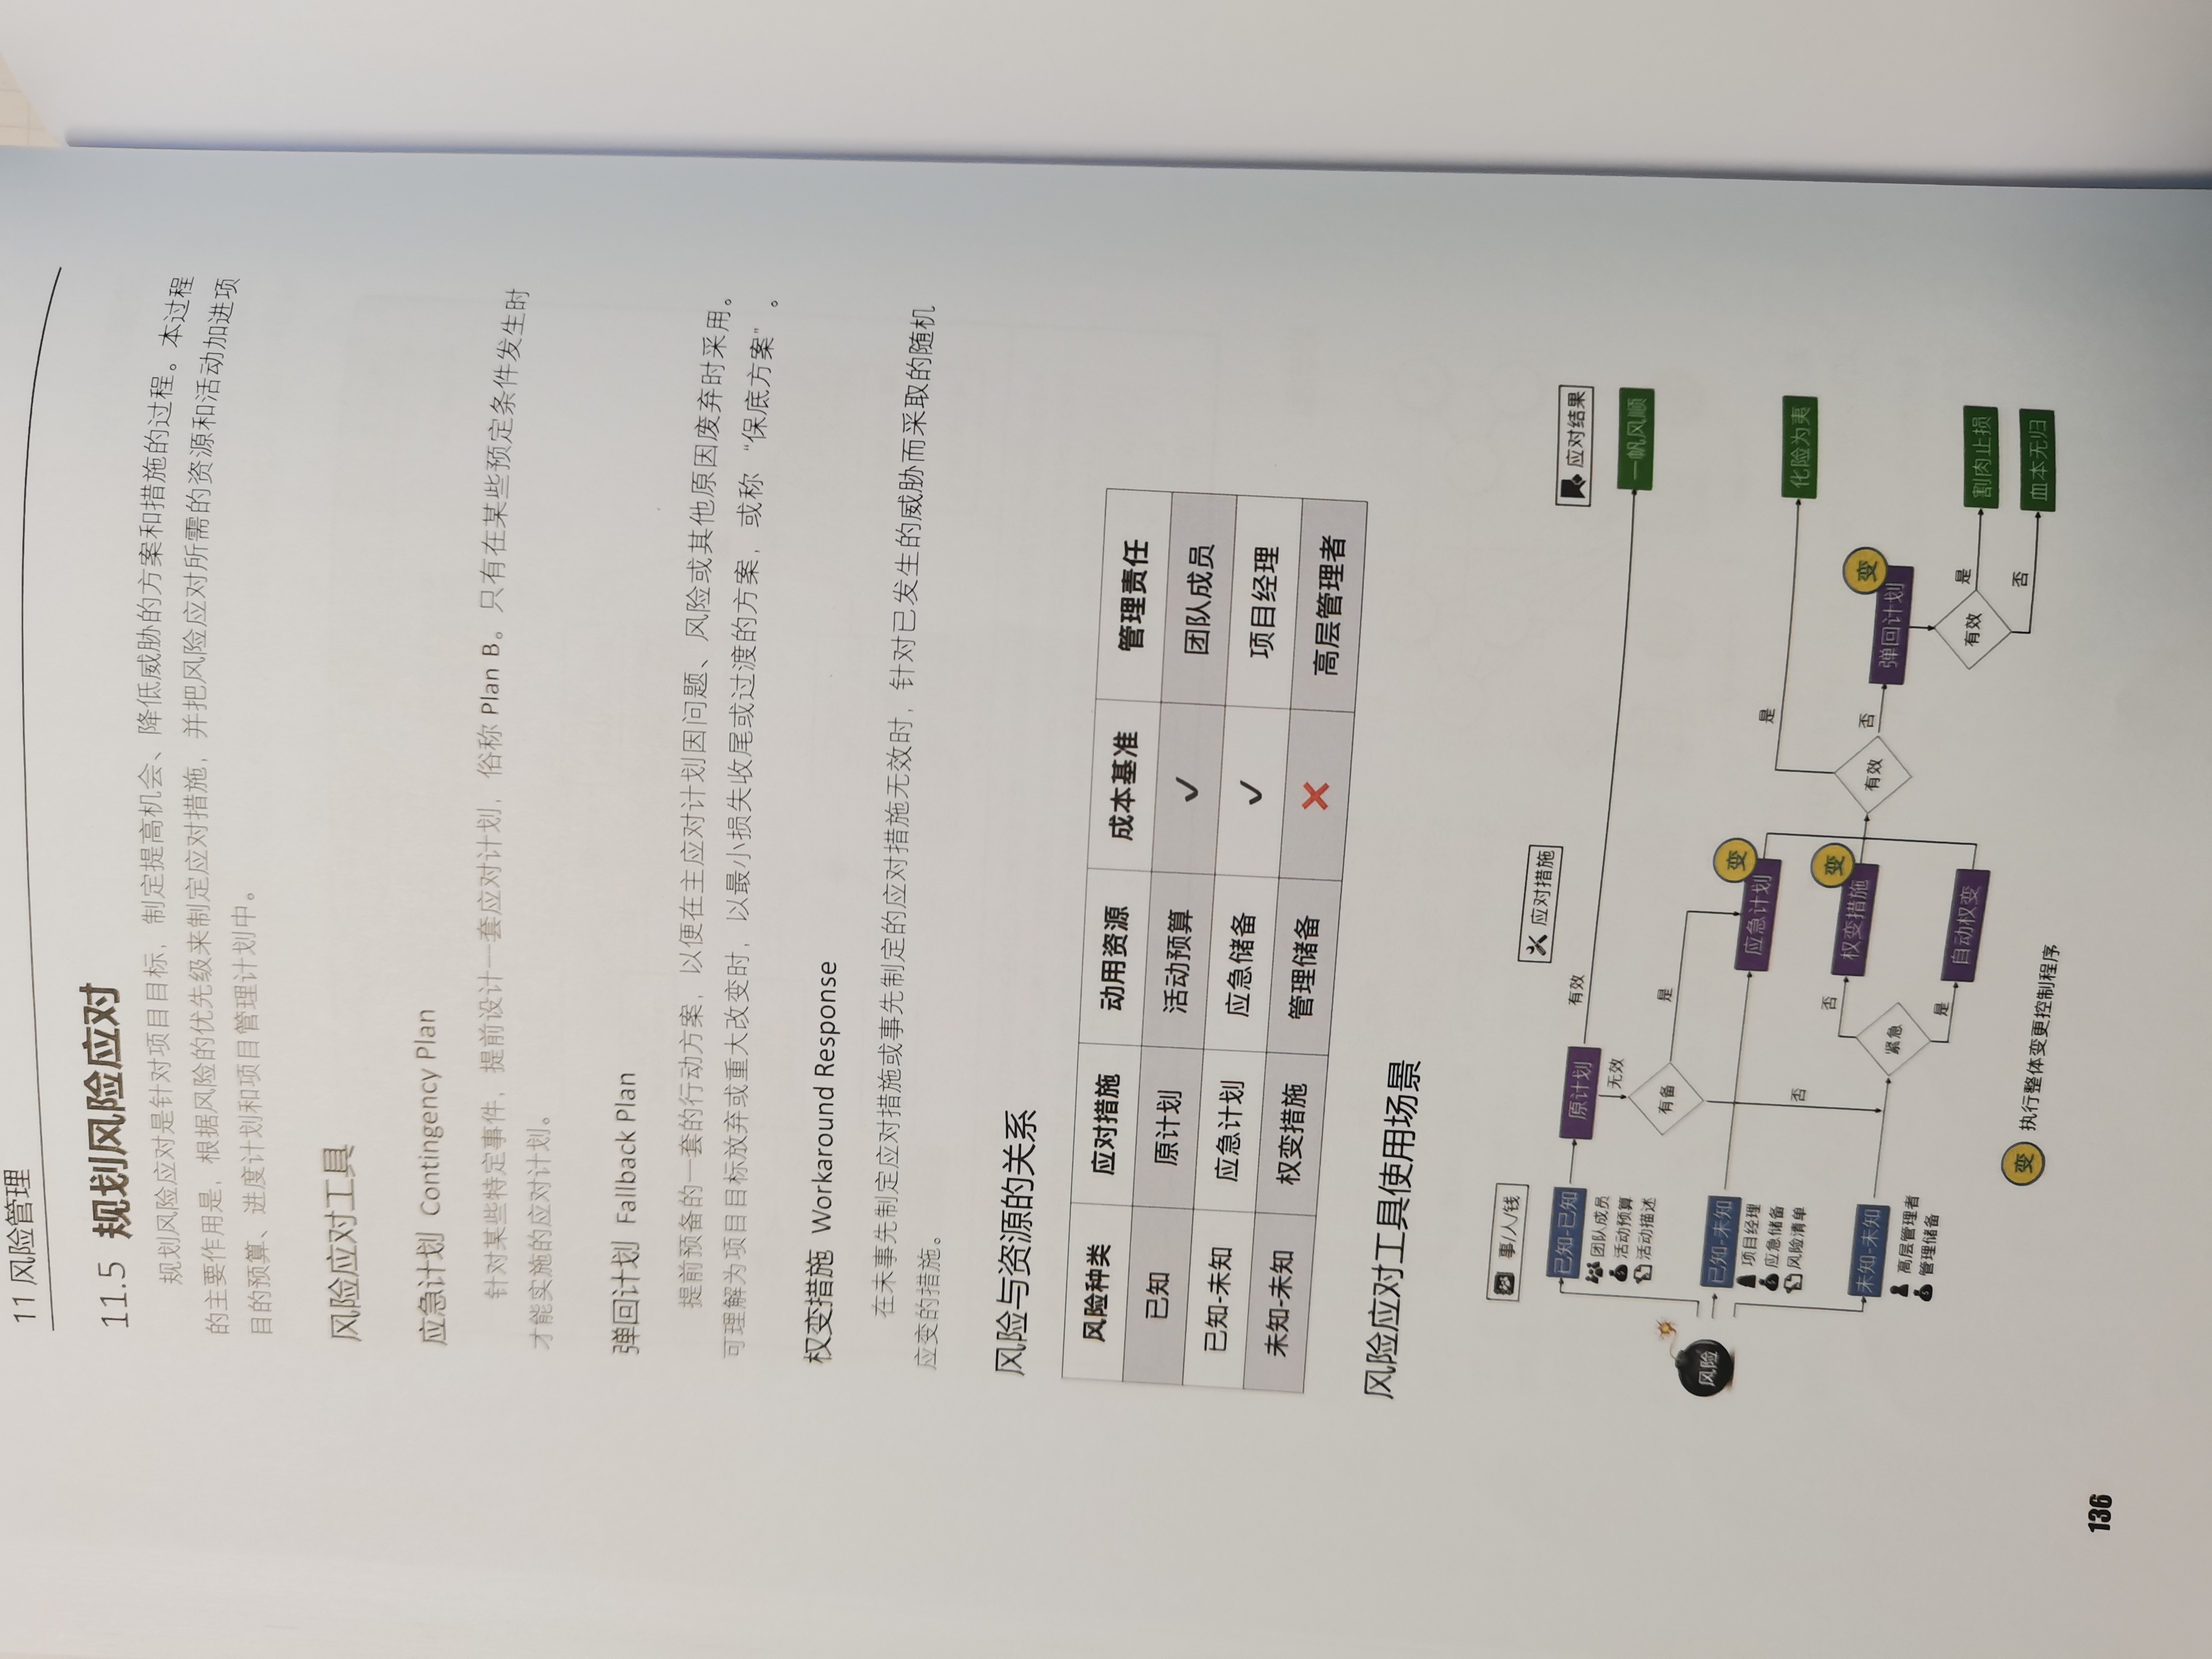 11 风险管理
11.5 规划风险应对
规划风险应对是针对项目目标，制定提高机会、降低威胁的方案和措施的过程。本过程
的主要作用是，根据风险的优先级来制定应对措施，并把风险应对所需的资源和活动加进项
目的预算、进度计划和项目管理计划中。
风险应对工具
应急计划 Contingency Plan
针对某些特定事件，提前设计一套应对计划，俗称 Plan B。只有在某些预定条件发生时
才能实施的应对计划。
弹回计划 Fallback Plan
提前预备的一套的行动方案，以便在主应对计划因问题、风险或其他原因废弃时采用。
可理解为项目目标放弃或重大改变时，以最小损失收尾或过渡的方案，或称“保底方案”。
权变措施 Workaround Response
在未事先制定应对措施或事先制定的应对措施无效时，针对已发生的威胁而采取的随机
应变的措施。
风险与资源的关系
风险种类 应对措施 动用资源 成本基准 管理责任
已知 原计划 活动预算 ✓ 团队成员
已知-未知 应急计划 应急储备 ✓ 项目经理
未知-未知 权变措施 管理储备 ✗ 高层管理者
风险应对工具使用场景
事/人/钱 应对措施 应对结果
已知-已知 原计划 有效 一帆风顺
团队成员
活动预算
活动描述
无效
有备
是
否
风险
已知-未知 应急计划 变
项目经理
应急储备
风险清单
是
化险为夷
权变措施 变
有效
否
弹回计划 变
未知-未知
高层管理者
管理储备
紧急
否
是
自动权变
有效
是
割肉止损
否
血本无归
变 执行整体变更控制程序
136